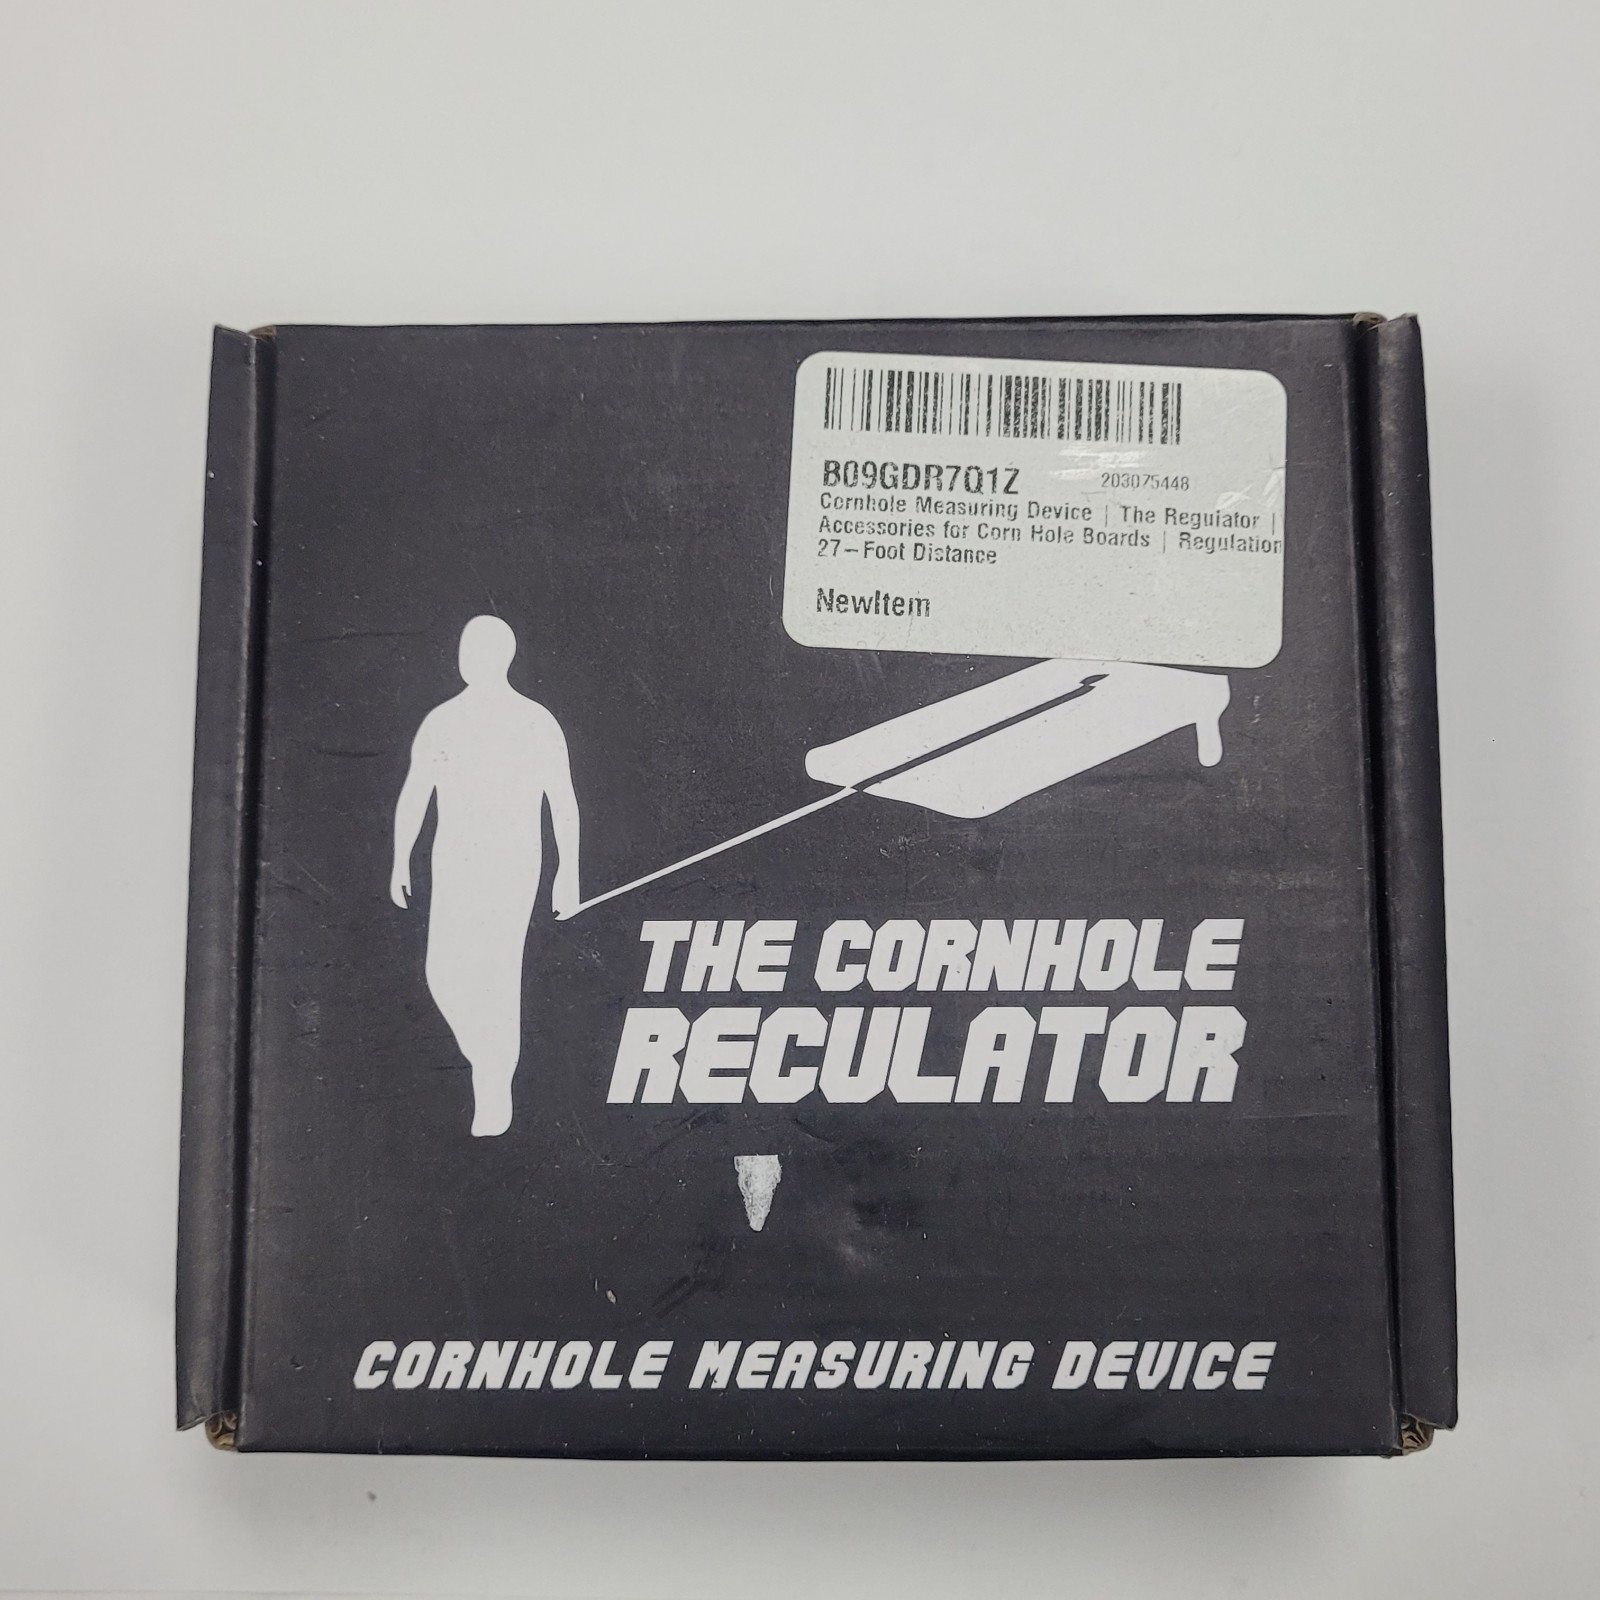 B09GDR7Q1Z 203075448
Cornhole Measuring Device | The Regulator |
Accessories for Corn Hole Boards | Regulation
27-Foot Distance
NewItem
THE CORNHOLE
REGULATOR
CORNHOLE MEASURING DEVICE